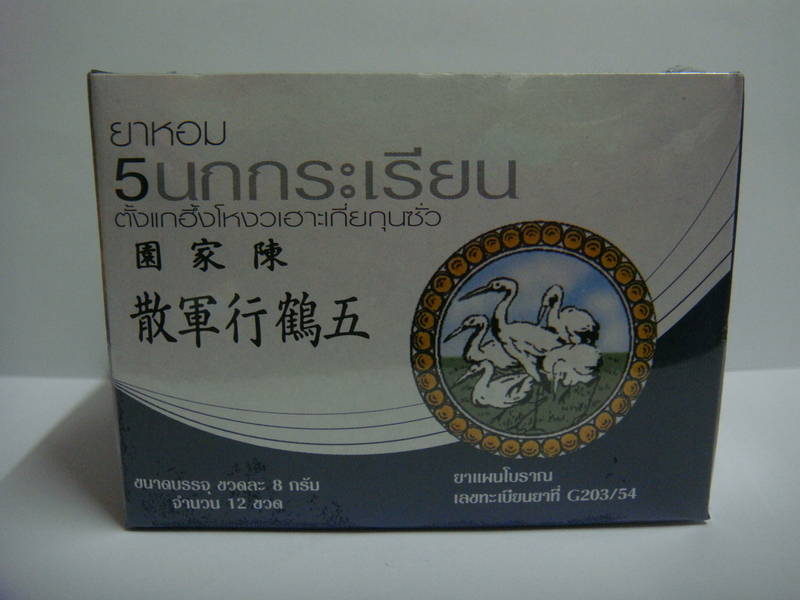 ยาหอม
5นกกระเรียน
ตั้งแกฮึ้งโหงวเฮาะเกียกุนซั่ว
園家陳
散軍行鶴五
ขนาดบรรจุ ขวดละ 8 กรัม
จำนวน 12 ขวด
ยาแผนโบราณ
เลขทะเบียนยาที่ G203/54